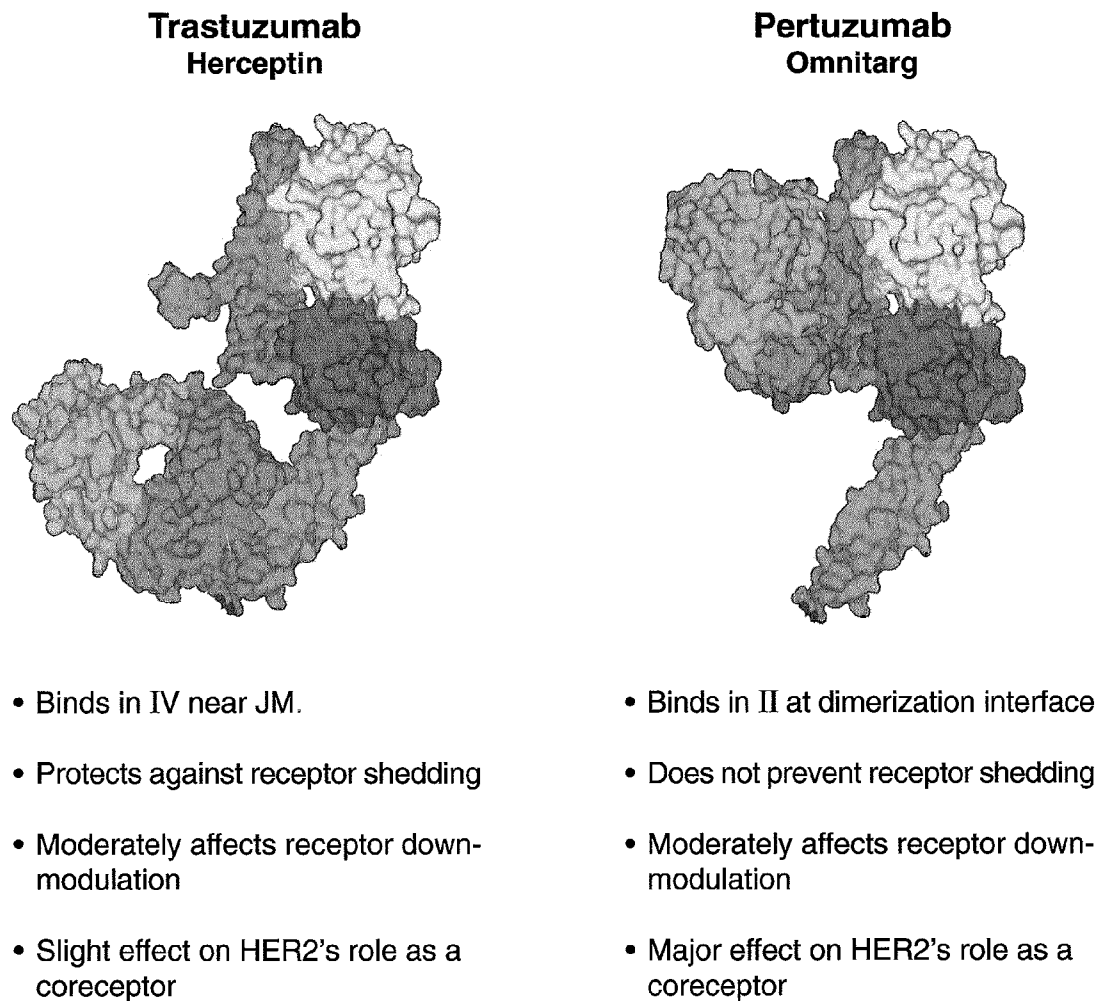 Trastuzumab
Herceptin
• Binds in IV near JM.
• Protects against receptor shedding
• Moderately affects receptor down-
modulation
• Slight effect on HER2's role as a
coreceptor
Pertuzumab
Omnitarg
• Binds in II at dimerization interface
• Does not prevent receptor shedding
• Moderately affects receptor down-
modulation
• Major effect on HER2's role as a
coreceptor